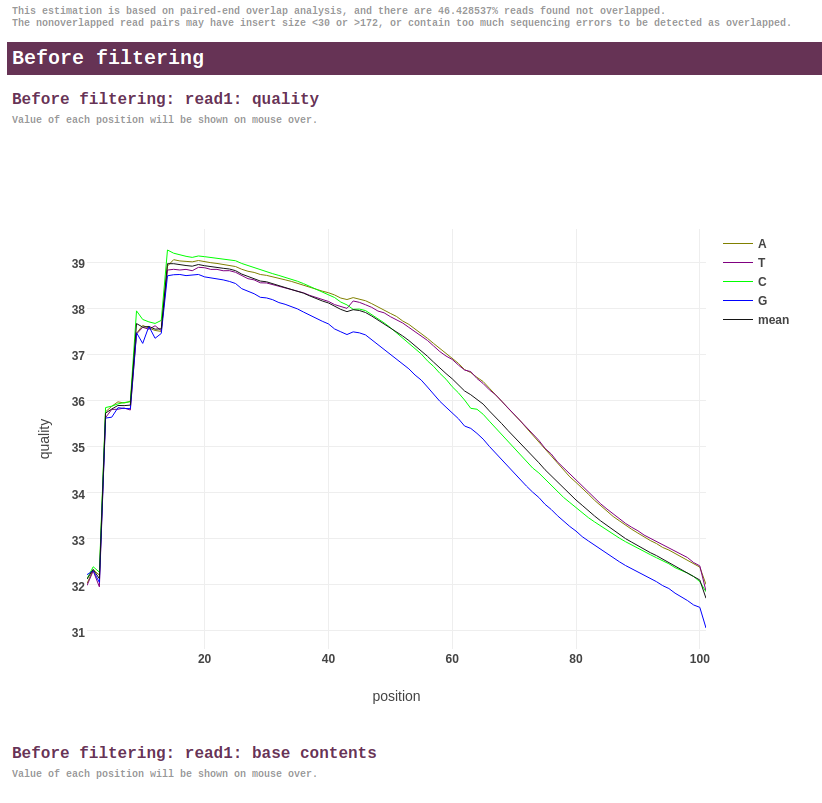 This estimation is based on paired-end overlap analysis, and there are 46.428537% reads found not overlapped.
The nonoverlapped read pairs may have insert size <30 or >172, or contain too much sequencing errors to be detected as overlapped.
Before filtering
Before filtering: read1: quality
Value of each position will be shown on mouse over.
A
T
C
G
mean
39
38
37
36
35
34
33
32
31
quality
20 40 60 80 100
position
Before filtering: read1: base contents
Value of each position will be shown on mouse over.